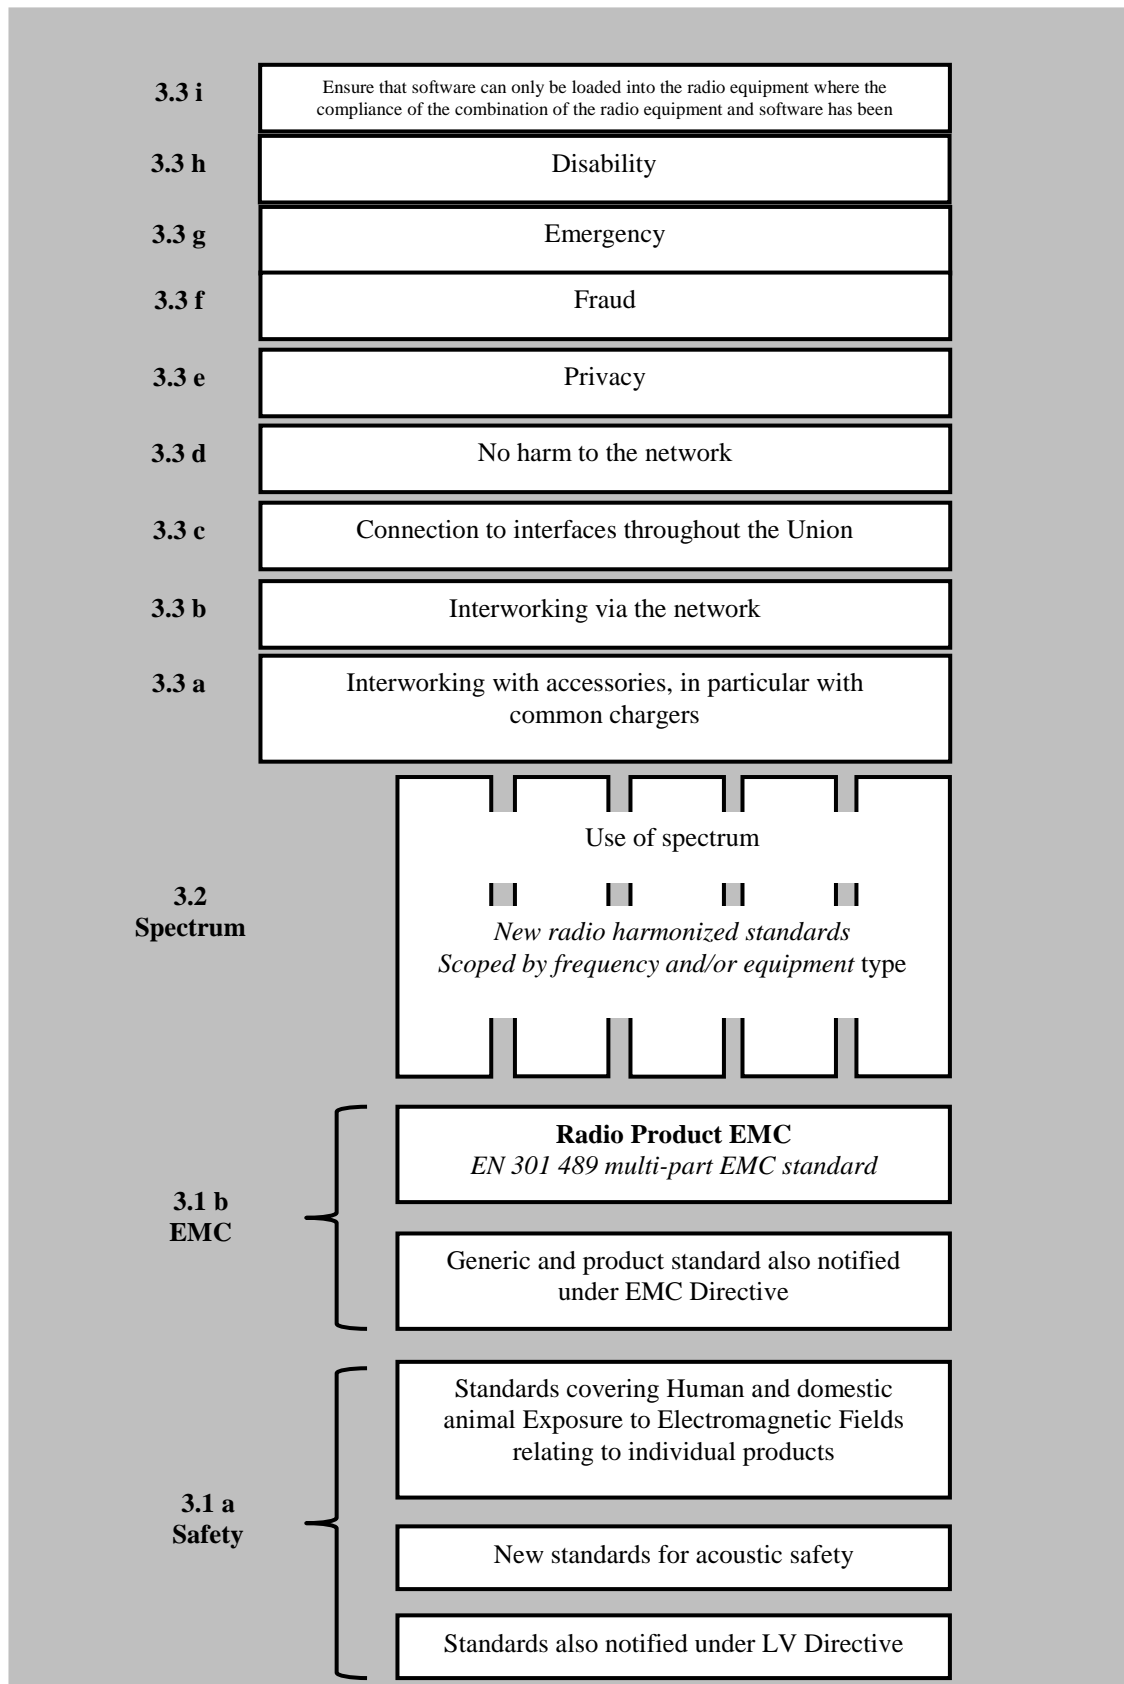 3.3 i
Ensure that software can only be loaded into the radio equipment where the
compliance of the combination of the radio equipment and software has been
3.3 h
Disability
3.3 g
Emergency
3.3 f
Fraud
3.3 e
Privacy
3.3 d
No harm to the network
3.3 c
Connection to interfaces throughout the Union
3.3 b
Interworking via the network
3.3 a
Interworking with accessories, in particular with
common chargers
3.2
Spectrum
Use of spectrum
New radio harmonized standards
Scoped by frequency and/or equipment type
3.1 b
EMC
Radio Product EMC
EN 301 489 multi-part EMC standard
Generic and product standard also notified
under EMC Directive
3.1 a
Safety
Standards covering Human and domestic
animal Exposure to Electromagnetic Fields
relating to individual products
New standards for acoustic safety
Standards also notified under LV Directive